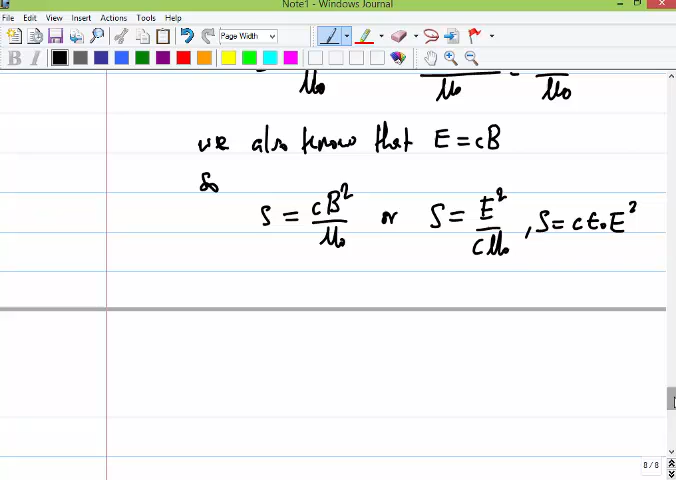 Note1 - Windows Journal
File Edit View Insert Actions Tools Help
Page Width
B I
μ₀ μ₀ - μ₀
we also know that E = cB
so
S = cB²/μ₀ or S = E²/cμ₀ , S = cε₀E²
8/8